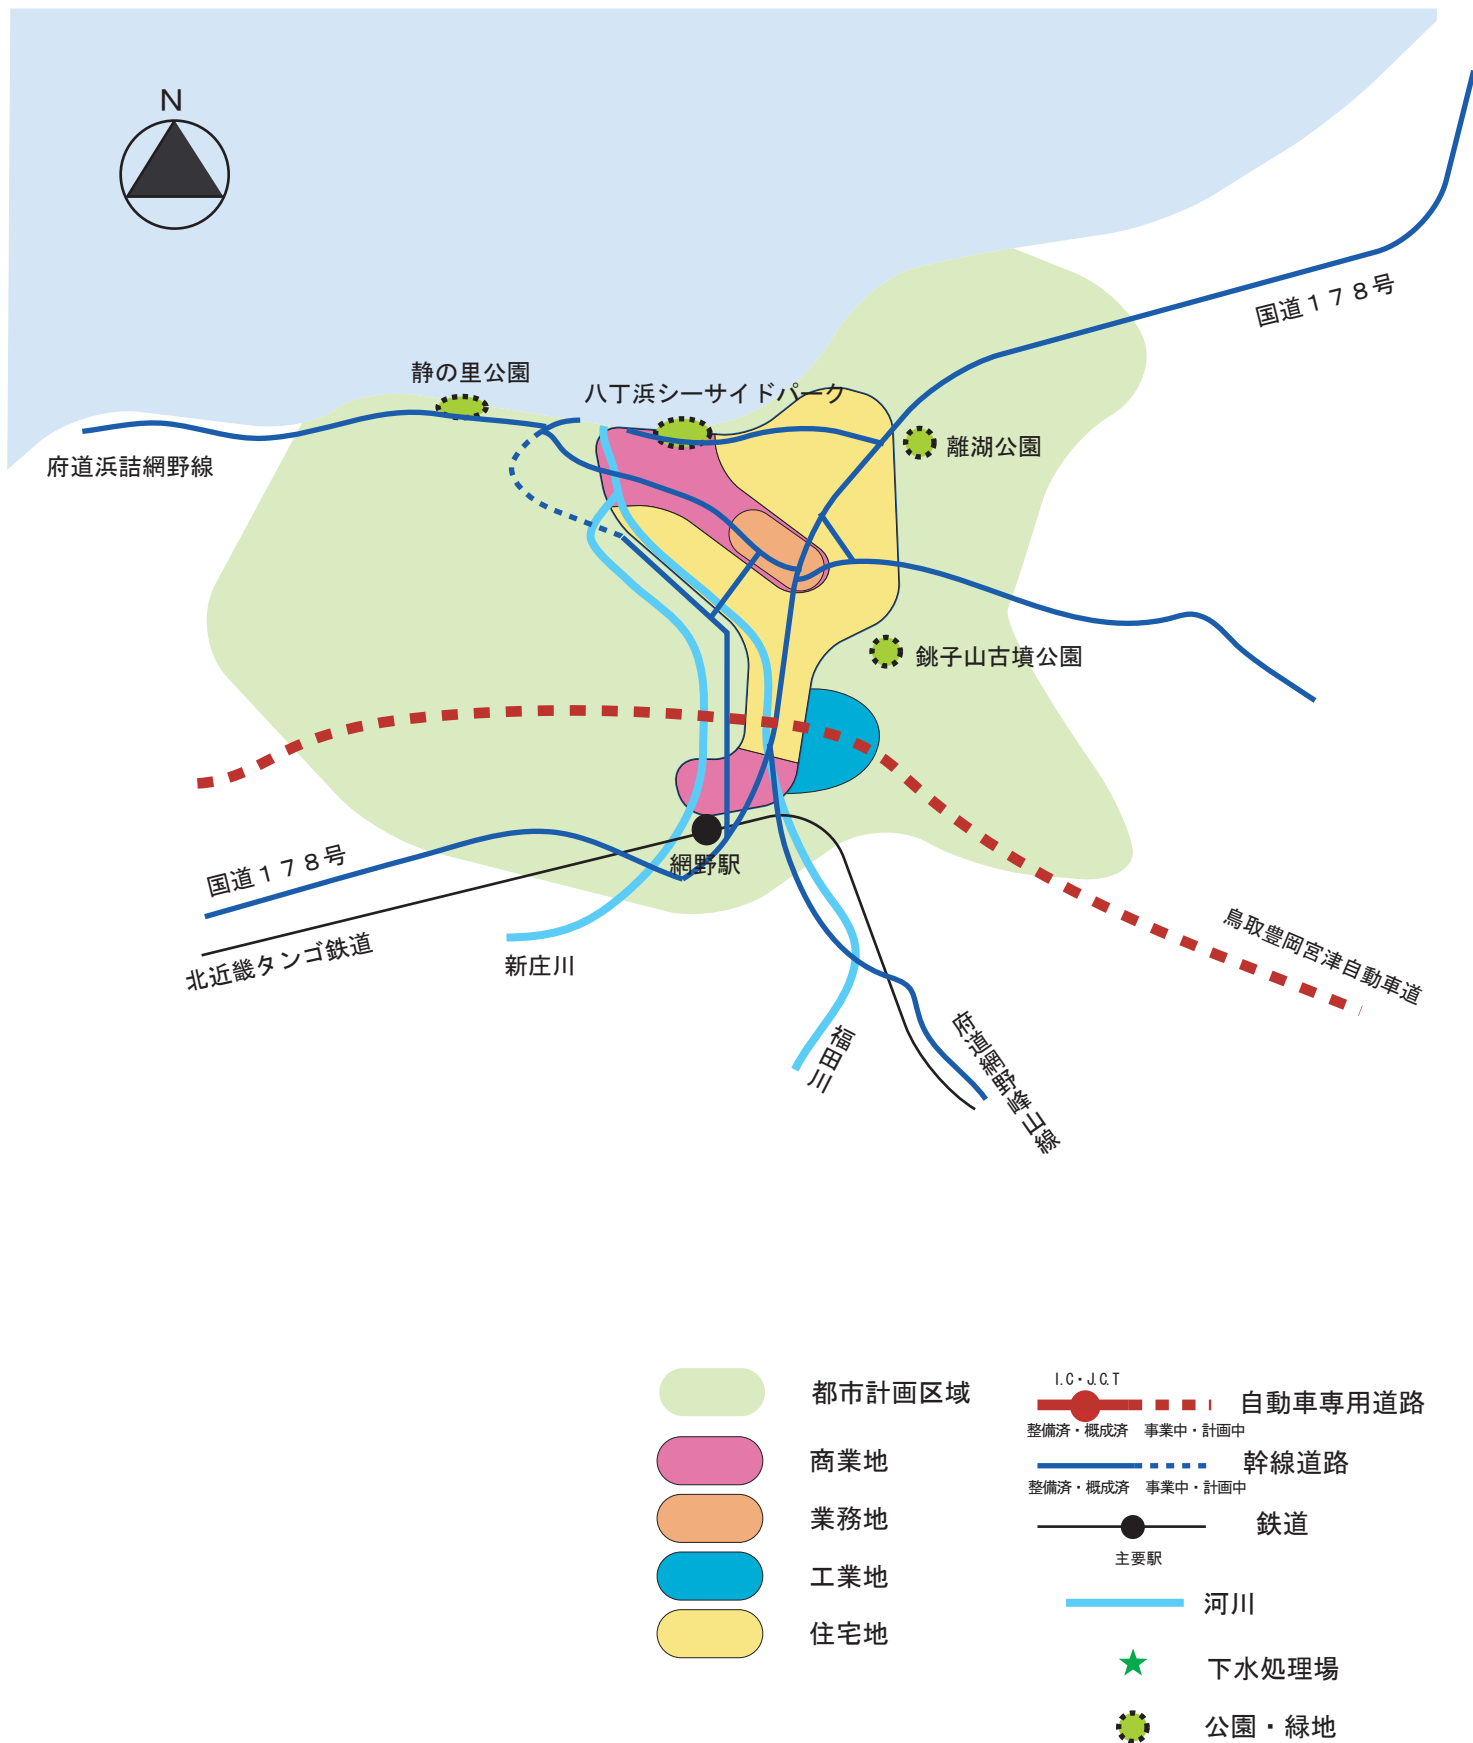 N
国道１７８号
静の里公園
八丁浜シーサイドパーク
離湖公園
府道浜詰網野線
銚子山古墳公園
国道１７８号
網野駅
北近畿タンゴ鉄道
新庄川
鳥取豊岡宮津自動車道
福田川
府道網野峰山線
都市計画区域
商業地
業務地
工業地
住宅地
I.C・J.C.T
自動車専用道路
整備済・概成済 事業中・計画中
幹線道路
整備済・概成済 事業中・計画中
鉄道
主要駅
河川
下水処理場
公園・緑地